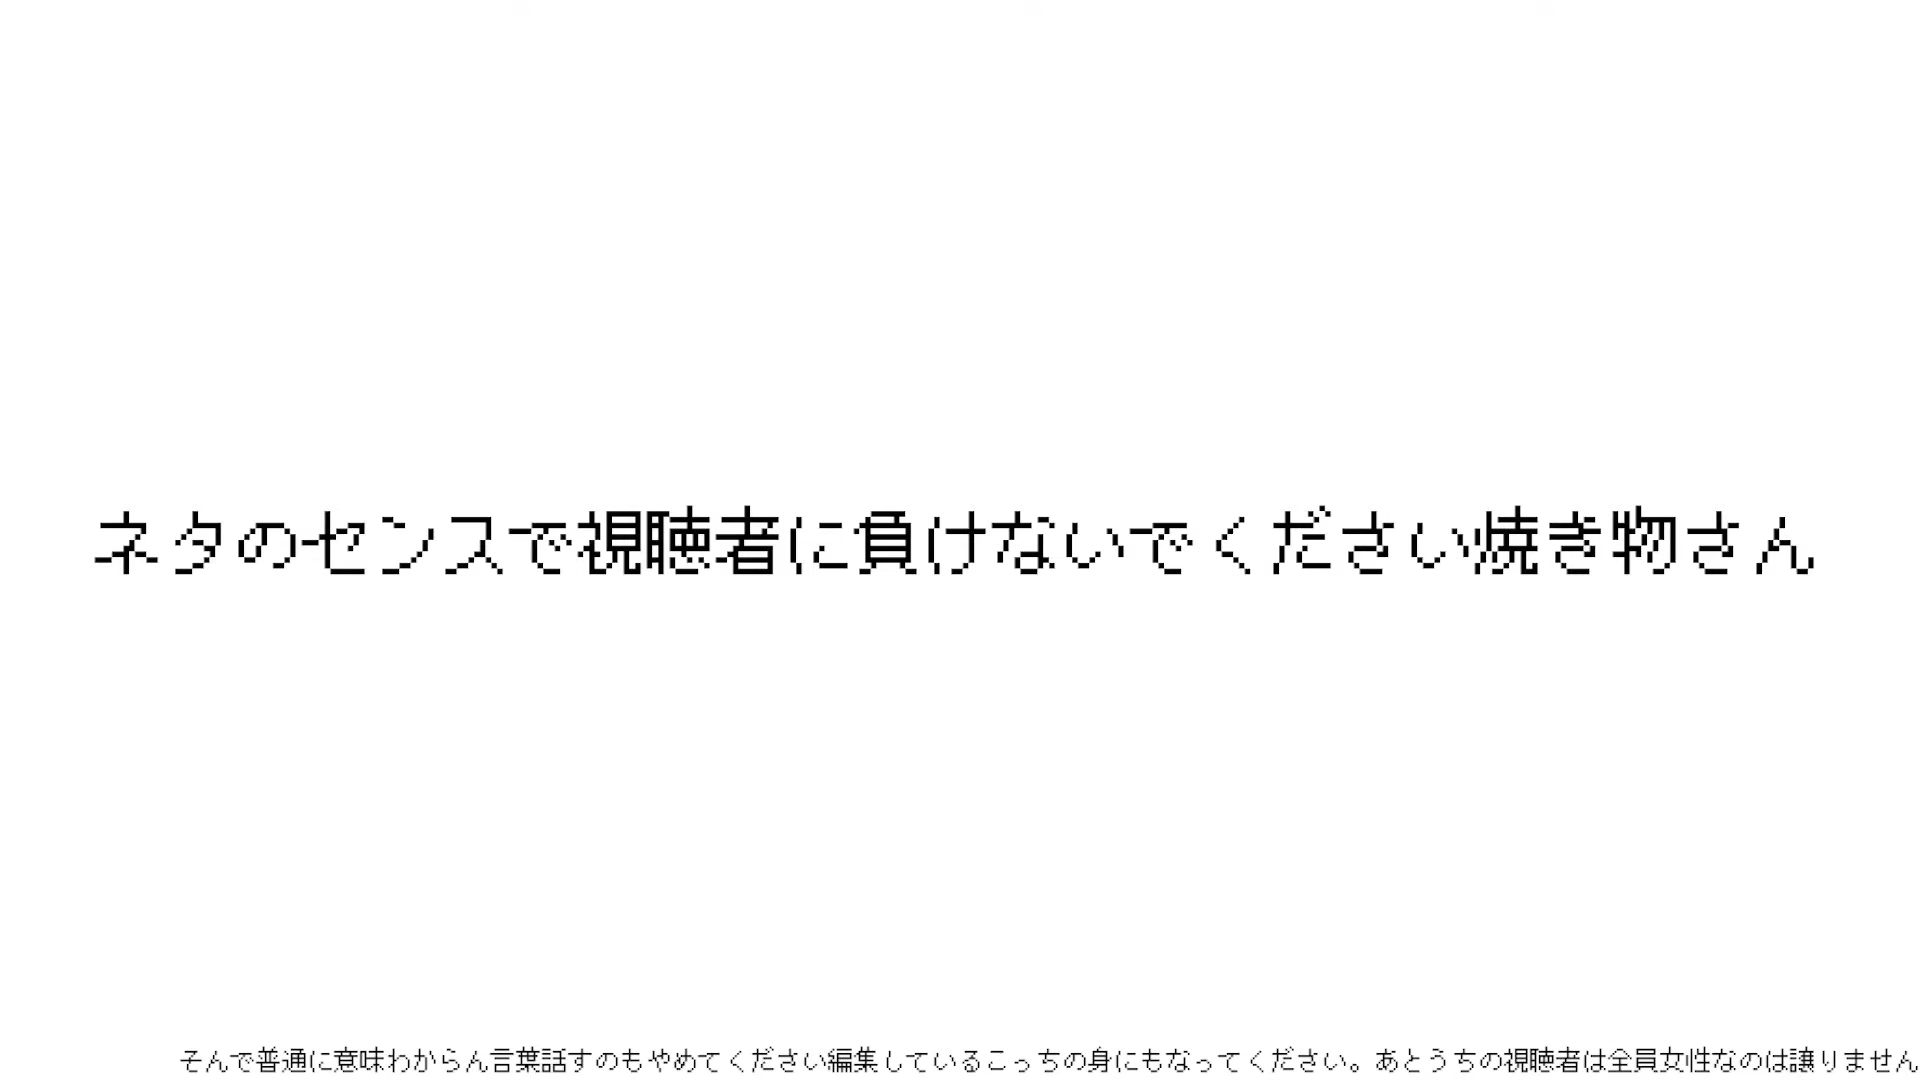 ネタのセンスで視聴者に負けないでください焼き物さん
そんで普通に意味わからん言葉話すのもやめてください編集しているこっちの身にもなってください。あとうちの視聴者は全員女性なのは譲りません